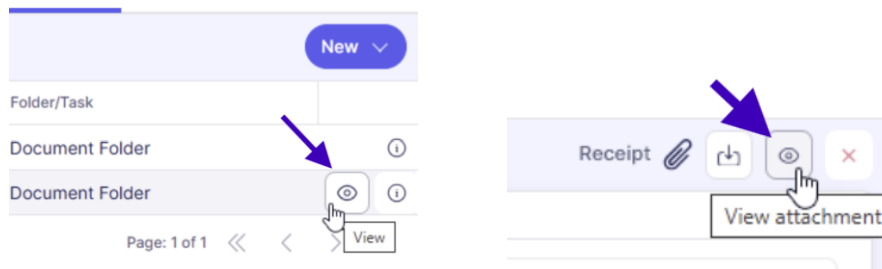 New
Folder/Task
Document Folder
Document Folder
View
Page: 1 of 1
Receipt
View attachment